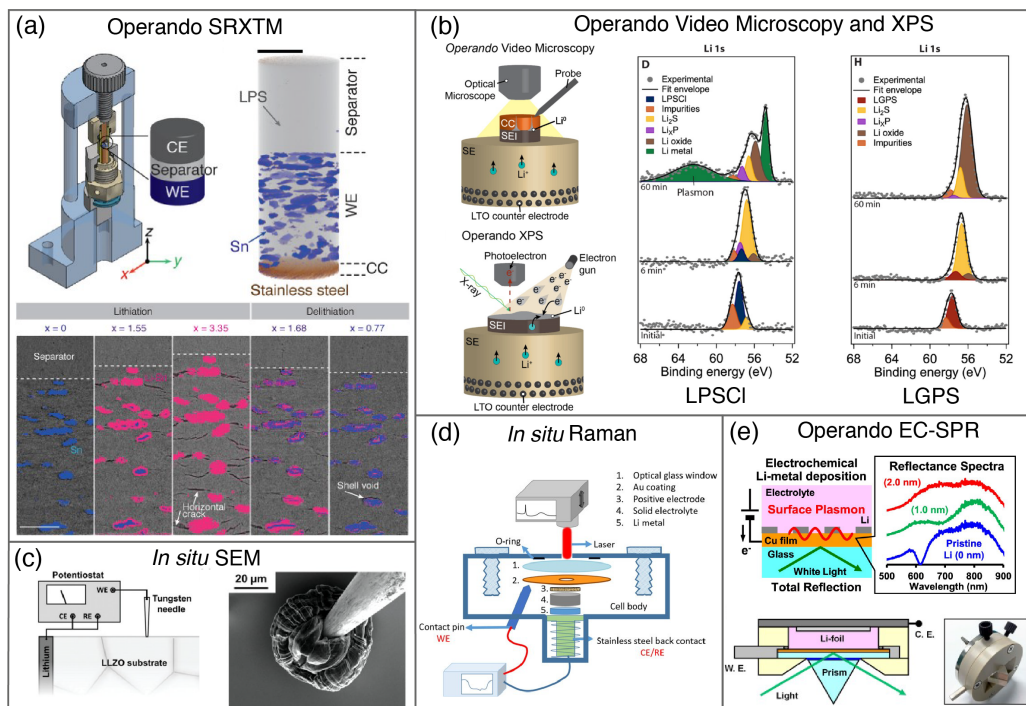 (a)
Operando SRXTM
CE
Separator
WE
z
x
y
LPS
Sn
Separator
WE
CC
Stainless steel
Lithiation
Delithiation
x = 0
x = 1.55
x = 3.35
x = 1.68
x = 0.77
Separator
Sn
Horizontal
crack
Shell void
(b)
Operando Video Microscopy and XPS
Operando Video Microscopy
Optical
Microscope
Probe
CC
Li⁰
SEI
SE
Li⁺
LTO counter electrode
Operando XPS
Photoelectron
Electron
gun
X-ray
e⁻
e⁻
e⁻
e⁻
e⁻
e⁻
Li⁰
SEI
SE
Li⁺
LTO counter electrode
Li 1s
D
Experimental
Fit envelope
LPSCl
Impurities
Li₂S
LiₓP
Li oxide
Li metal
Plasmon
60 min
6 min
Initial
68 64 60 56 52
Binding energy (eV)
LPSCl
Li 1s
H
Experimental
Fit envelope
LGPS
Li₂S
LiₓP
Li oxide
Impurities
60 min
6 min
Initial
68 64 60 56 52
Binding energy (eV)
LGPS
(c)
In situ SEM
Potentiostat
WE
CE
RE
Tungsten
needle
Lithium
LLZO substrate
20 µm
(d)
In situ Raman
1. Optical glass window
2. Au coating
3. Positive electrode
4. Solid electrolyte
5. Li metal
O-ring
Laser
1.
2.
3.
4.
5.
Cell body
Contact pin
WE
Stainless steel back contact
CE/RE
(e)
Operando EC-SPR
Electrochemical
Li-metal deposition
Electrolyte
Surface Plasmon
Li
Cu film
e⁻
Glass
White Light
Total Reflection
Reflectance Spectra
(2.0 nm)
(1.0 nm)
Pristine
Li (0 nm)
500 600 700 800 900
Wavelength (nm)
C. E.
Li-foil
W. E.
Prism
Light